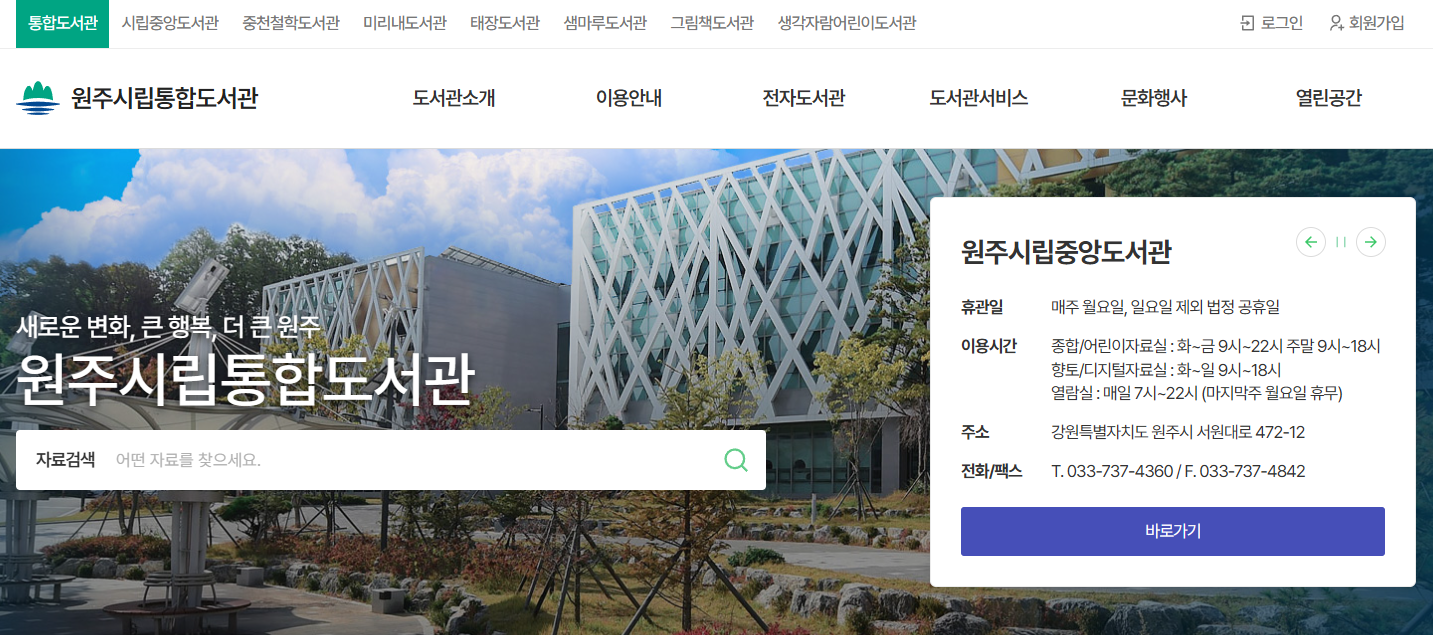 통합도서관 시립중앙도서관 중천철학도서관 미리내도서관 태장도서관 샘마루도서관 그림책도서관 생각자람어린이도서관 로그인 회원가입
원주시립통합도서관 도서관소개 이용안내 전자도서관 도서관서비스 문화행사 열린공간
새로운 변화, 큰 행복, 더 큰 원주
원주시립통합도서관
자료검색 어떤 자료를 찾으세요.
원주시립중앙도서관
휴관일 매주 월요일, 일요일 제외 법정 공휴일
이용시간 종합/어린이자료실 : 화~금 9시~22시 주말 9시~18시
향토/디지털자료실 : 화~일 9시~18시
열람실 : 매일 7시~22시 (마지막주 월요일 휴무)
주소 강원특별자치도 원주시 서원대로 472-12
전화/팩스 T. 033-737-4360 / F. 033-737-4842
바로가기